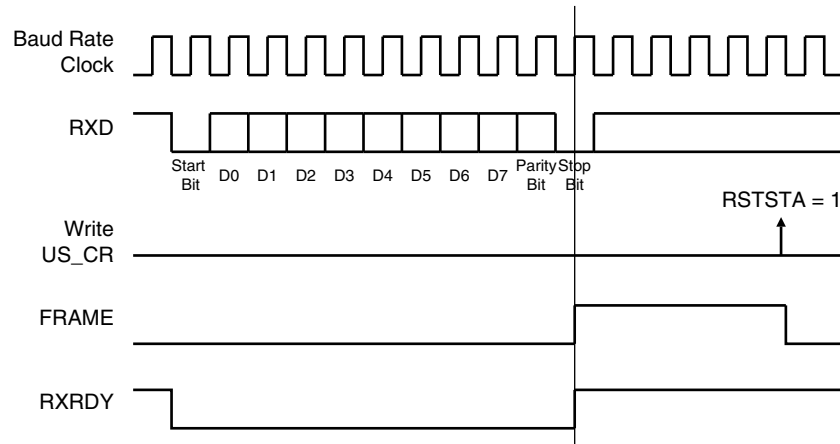 Baud Rate
Clock
RXD
Start
Bit
D0
D1
D2
D3
D4
D5
D6
D7
Parity
Bit
Stop
Bit
RSTSTA = 1
Write
US_CR
FRAME
RXRDY